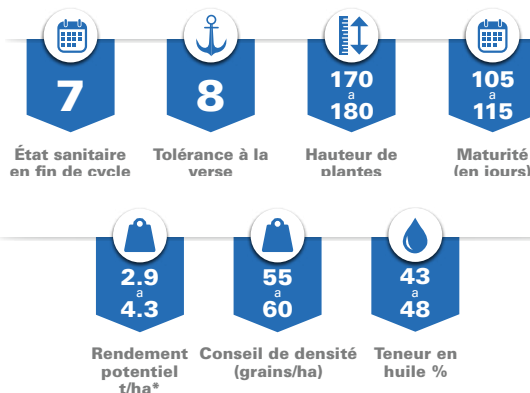 7
8
170
a
180
105
a
115
État sanitaire
en fin de cycle
Tolérance à la
verse
Hauteur de
plantes
Maturité
(en jours)
2.9
a
4.3
55
a
60
43
a
48
Rendement
potentiel
t/ha*
Conseil de densité
(grains/ha)
Teneur en
huile %